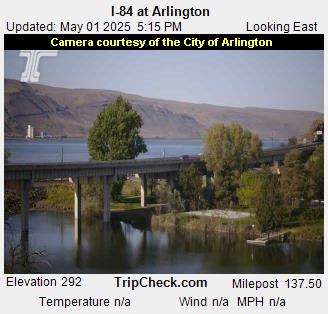 I-84 at Arlington
Updated: May 01 2025 5:15 PM Looking East
Camera courtesy of the City of Arlington
Elevation 292 TripCheck.com Milepost 137.50
Temperature n/a Wind n/a MPH n/a